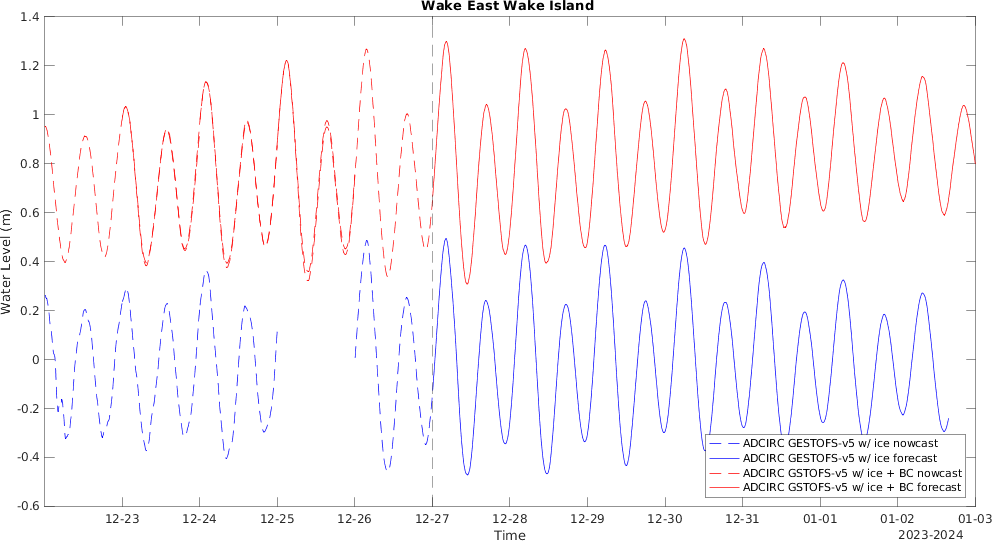 Wake East Wake Island
1.4
1.2
1
0.8
0.6
0.4
0.2
0
-0.2
-0.4
-0.6
Water Level (m)
ADCIRC GESTOFS-v5 w/ ice nowcast
ADCIRC GESTOFS-v5 w/ ice forecast
ADCIRC GSTOFS-v5 w/ ice + BC nowcast
ADCIRC GSTOFS-v5 w/ ice + BC forecast
12-23 12-24 12-25 12-26 12-27 12-28 12-29 12-30 12-31 01-01 01-02 01-03
Time
2023-2024